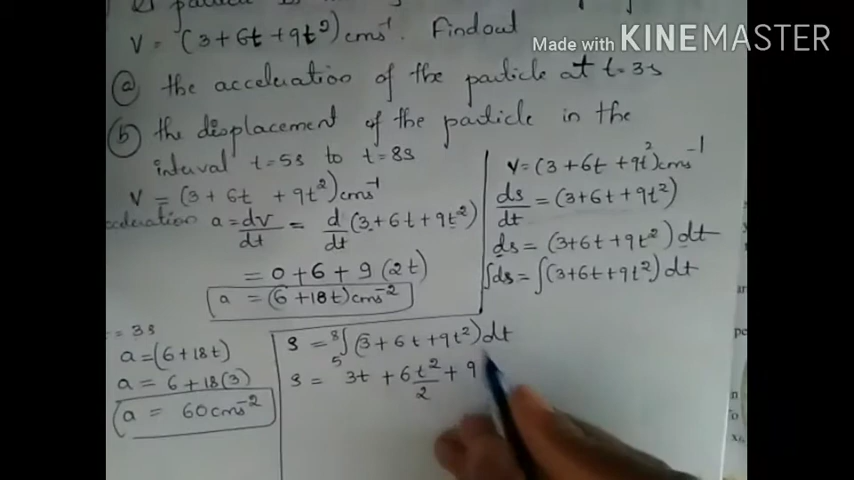 particle is
V = (3+6t+9t²) cms⁻¹. Findout
Made with KINEMASTER
(a) the acceleration of the particle at t=3s
(b) the displacement of the particle in the
interval t=5s to t=8s
V = (3+6t+9t²)cms⁻¹
acceleration a = dv/dt = d/dt (3+6t+9t²)
= 0+6+9(2t)
a = (6+18t)cms⁻²
= 3s
a=(6+18t)
a = 6+18(3)
a = 60cms⁻²
V=(3+6t+9t²)cms⁻¹
ds/dt = (3+6t+9t²)
ds = (3+6t+9t²)dt
∫ds = ∫(3+6t+9t²)dt
s = ₅⁸∫(3+6t+9t²)dt
s = 3t + 6t²/2 + 9